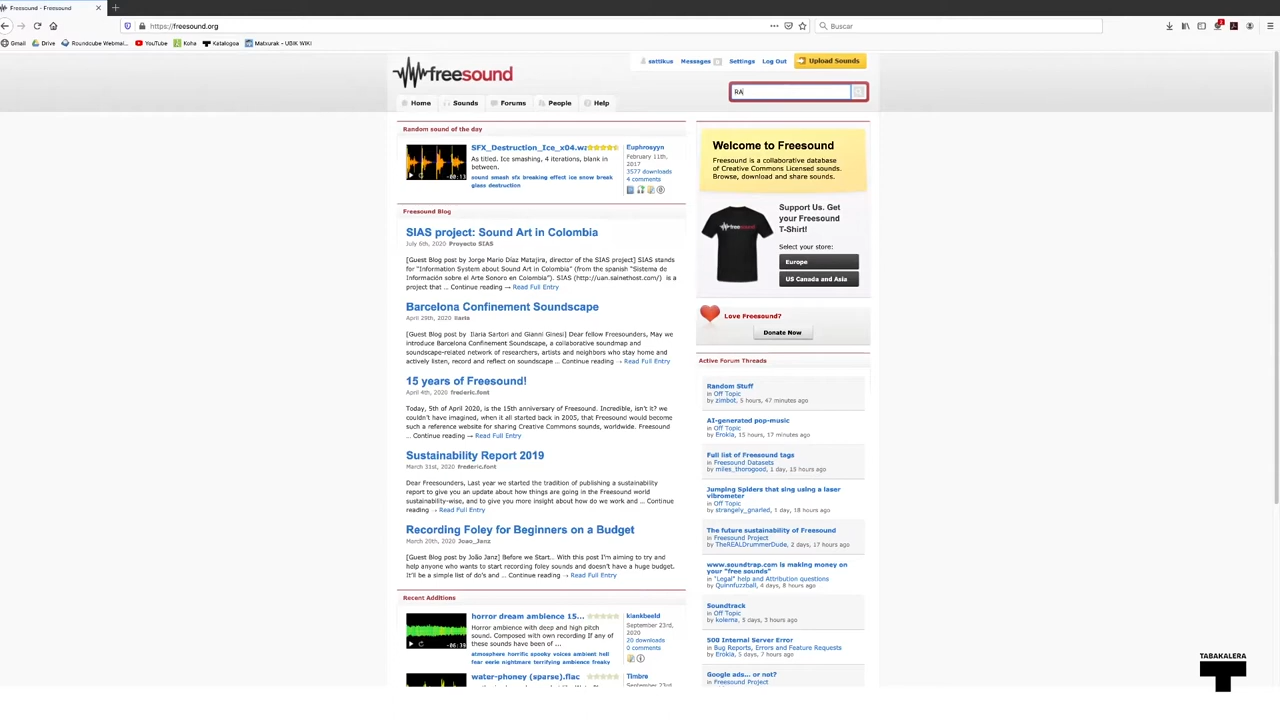 Freesound - Freesound
https://freesound.org
Buscar
Gmail Drive Roundcube Webmai... YouTube Koha Katalogoa Matxurak - UBIK WIKI
sattikus Messages Settings Log Out Upload Sounds
freesound
RA
Home Sounds Forums People Help
Random sound of the day
SFX_Destruction_Ice_x04.wa
As titled. Ice smashing, 4 iterations, blank in
between.
sound smash sfx breaking effect ice snow break
glass destruction
00:13
Euphrosyyn
February 11th,
2017
3577 downloads
4 comments
Freesound Blog
SIAS project: Sound Art in Colombia
July 6th, 2020 Proyecto SIAS
[Guest Blog post by Jorge Mario Díaz Matajira, director of the SIAS project] SIAS stands
for "Information System about Sound Art in Colombia" (from the spanish "Sistema de
Información sobre el Arte Sonoro en Colombia"). SIAS (http://uan.sainethost.com/) is a
project that ... Continue reading → Read Full Entry
Barcelona Confinement Soundscape
April 29th, 2020 Ilaria
[Guest Blog post by Ilaria Sartori and Gianni Ginesi] Dear fellow Freesounders, May we
introduce Barcelona Confinement Soundscape, a collaborative soundmap and
soundscape-related network of researchers, artists and neighbors who stay home and
actively listen, record and reflect on soundscape ... Continue reading → Read Full Entry
15 years of Freesound!
April 4th, 2020 frederic.font
Today, 5th of April 2020, is the 15th anniversary of Freesound. Incredible, isn't it? we
couldn't have imagined, when it all started back in 2005, that Freesound would become
such a reference website for sharing Creative Commons sounds, worldwide. Freesound
... Continue reading → Read Full Entry
Sustainability Report 2019
March 31st, 2020 frederic.font
Dear Freesounders, Last year we started the tradition of publishing a sustainability
report to give you an update about how things are going in the Freesound world
sustainability-wise, and to give you more insight about how do we work and ... Continue
reading → Read Full Entry
Recording Foley for Beginners on a Budget
March 20th, 2020 Joao_Janz
[Guest Blog post by João Janz] Before we Start... With this post I'm aiming to try and
help anyone who wants to start recording foley sounds and doesn't have a huge budget.
It'll be a simple list of do's and ... Continue reading → Read Full Entry
Recent Additions
horror dream ambience 15...
Horror ambience with deep and high pitch
sound. Composed with own recording If any of
these sounds have been of ...
atmosphere horrific spooky voices ambient hell
fear eerie nightmare terrifying ambience freaky
06:39
klankbeeld
September 23rd,
2020
20 downloads
0 comments
water-phoney (sparse).flac
Timbre
September 23rd,
Welcome to Freesound
Freesound is a collaborative database
of Creative Commons Licensed sounds.
Browse, download and share sounds.
freesound
Support Us. Get
your Freesound
T-Shirt!
Select your store:
Europe
US Canada and Asia
Love Freesound?
Donate Now
Active Forum Threads
Random Stuff
in Off Topic
by zimbot, 5 hours, 47 minutes ago
AI-generated pop-music
in Off Topic
by Erokia, 15 hours, 17 minutes ago
Full list of Freesound tags
in Freesound Datasets
by miles_thorogood, 1 day, 15 hours ago
Jumping Spiders that sing using a laser
vibrometer
in Off Topic
by strangely_gnarled, 1 day, 18 hours ago
The future sustainability of Freesound
in Freesound Project
by TheREALDrummerDude, 2 days, 17 hours ago
www.soundtrap.com is making money on
your "free sounds"
in "Legal" help and Attribution questions
by Quinnfuzzball, 4 days, 8 hours ago
Soundtrack
in Off Topic
by kolerna, 5 days, 3 hours ago
500 Internal Server Error
in Bug Reports, Errors and Feature Requests
by Erokia, 5 days, 7 hours ago
Google ads... or not?
in Freesound Project
TABAKALERA